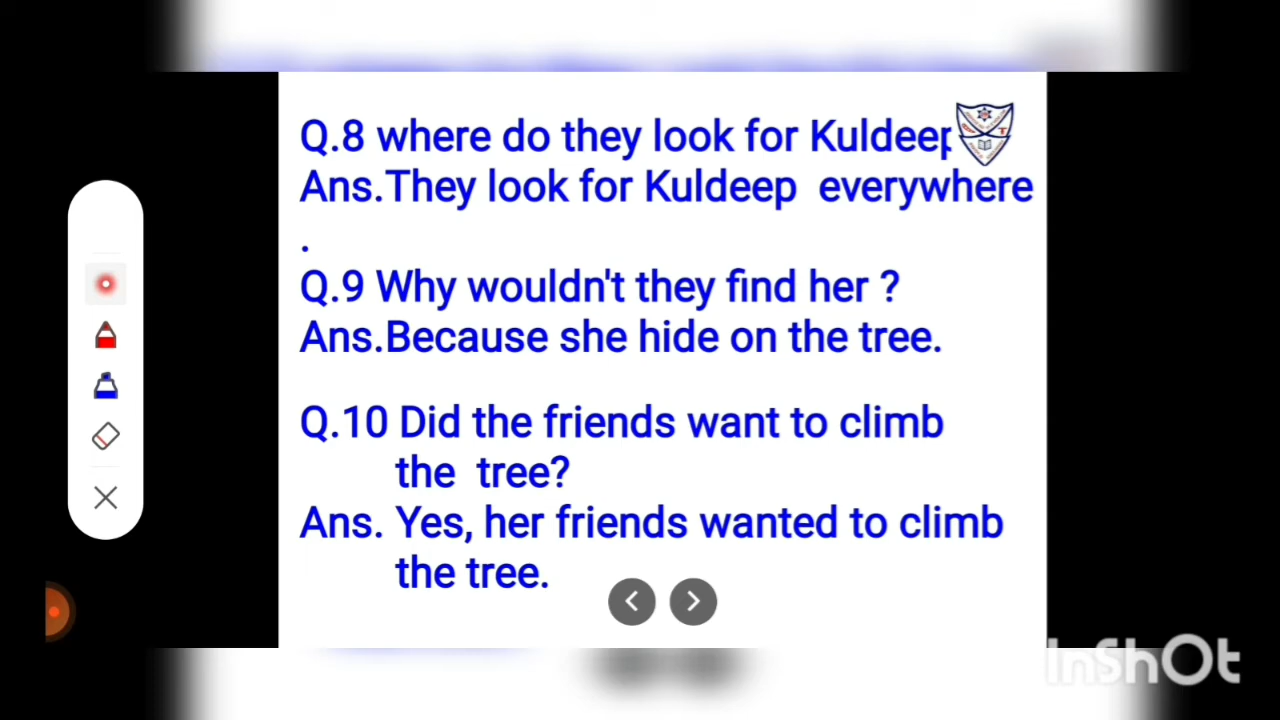 Q.8 where do they look for Kuldeep
Ans.They look for Kuldeep everywhere
.
Q.9 Why wouldn't they find her ?
Ans.Because she hide on the tree.
Q.10 Did the friends want to climb
the tree?
Ans. Yes, her friends wanted to climb
the tree.
InShOt